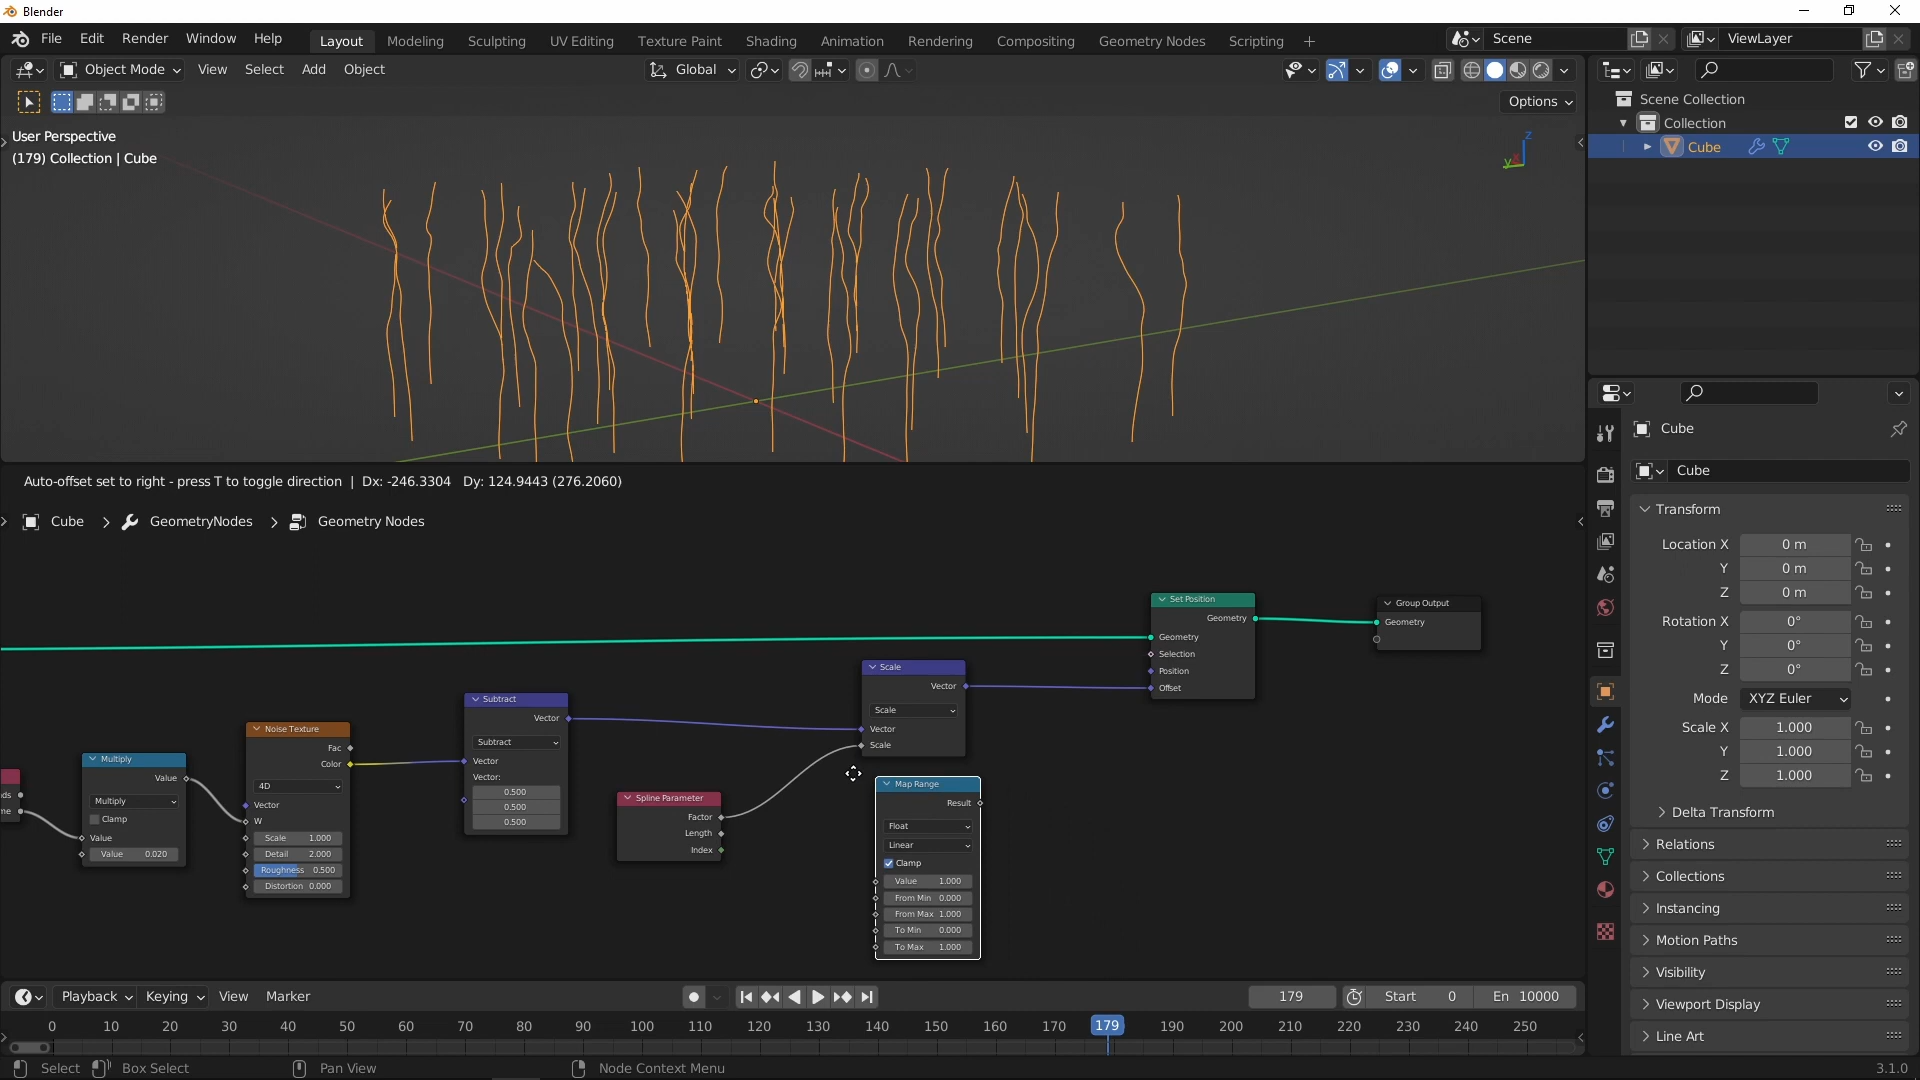 Blender
File Edit Render Window Help Layout Modeling Sculpting UV Editing Texture Paint Shading Animation Rendering Compositing Geometry Nodes Scripting + Scene ViewLayer
Object Mode View Select Add Object Global
Options
User Perspective
(179) Collection | Cube
Z
X
Y
Scene Collection
Collection
Cube
Auto-offset set to right - press T to toggle direction | Dx: -246.3304 Dy: 124.9443 (276.2060)
Cube > GeometryNodes > Geometry Nodes
ds
me
Multiply
Value
Multiply
Clamp
Value
Value 0.020
Noise Texture
Fac
Color
4D
Vector
W
Scale 1.000
Detail 2.000
Roughness 0.500
Distortion 0.000
Subtract
Vector
Subtract
Vector
Vector:
0.500
0.500
0.500
Spline Parameter
Factor
Length
Index
Scale
Vector
Scale
Vector
Scale
Map Range
Result
Float
Linear
Clamp
Value 1.000
From Min 0.000
From Max 1.000
To Min 0.000
To Max 1.000
Set Position
Geometry
Geometry
Selection
Position
Offset
Group Output
Geometry
Cube
Cube
Transform
Location X 0 m
Y 0 m
Z 0 m
Rotation X 0°
Y 0°
Z 0°
Mode XYZ Euler
Scale X 1.000
Y 1.000
Z 1.000
Delta Transform
Relations
Collections
Instancing
Motion Paths
Visibility
Viewport Display
Line Art
Playback Keying View Marker 179 Start 0 En 10000
0 10 20 30 40 50 60 70 80 90 100 110 120 130 140 150 160 170 179 190 200 210 220 230 240 250
Select Box Select Pan View Node Context Menu 3.1.0